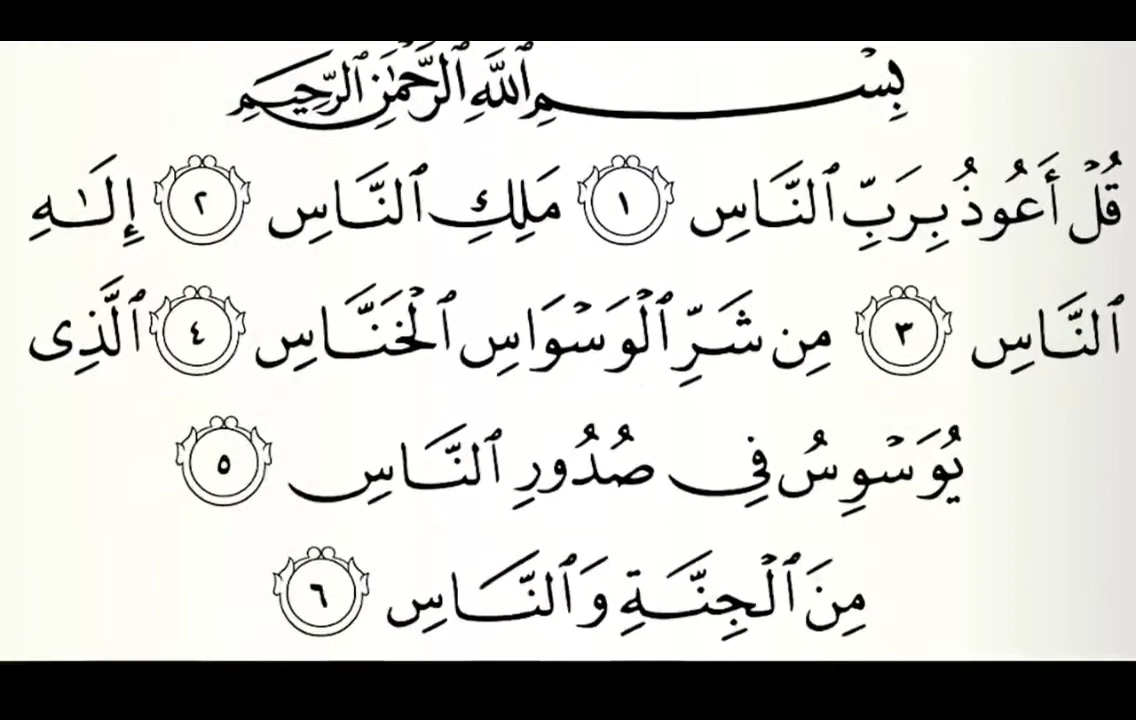 بِسْمِ ٱللَّهِ ٱلرَّحْمَٰنِ ٱلرَّحِيمِ
قُلْ أَعُوذُ بِرَبِّ ٱلنَّاسِ ١ مَلِكِ ٱلنَّاسِ ٢ إِلَٰهِ
ٱلنَّاسِ ٣ مِن شَرِّ ٱلْوَسْوَاسِ ٱلْخَنَّاسِ ٤ ٱلَّذِى
يُوَسْوِسُ فِى صُدُورِ ٱلنَّاسِ ٥
مِنَ ٱلْجِنَّةِ وَٱلنَّاسِ ٦